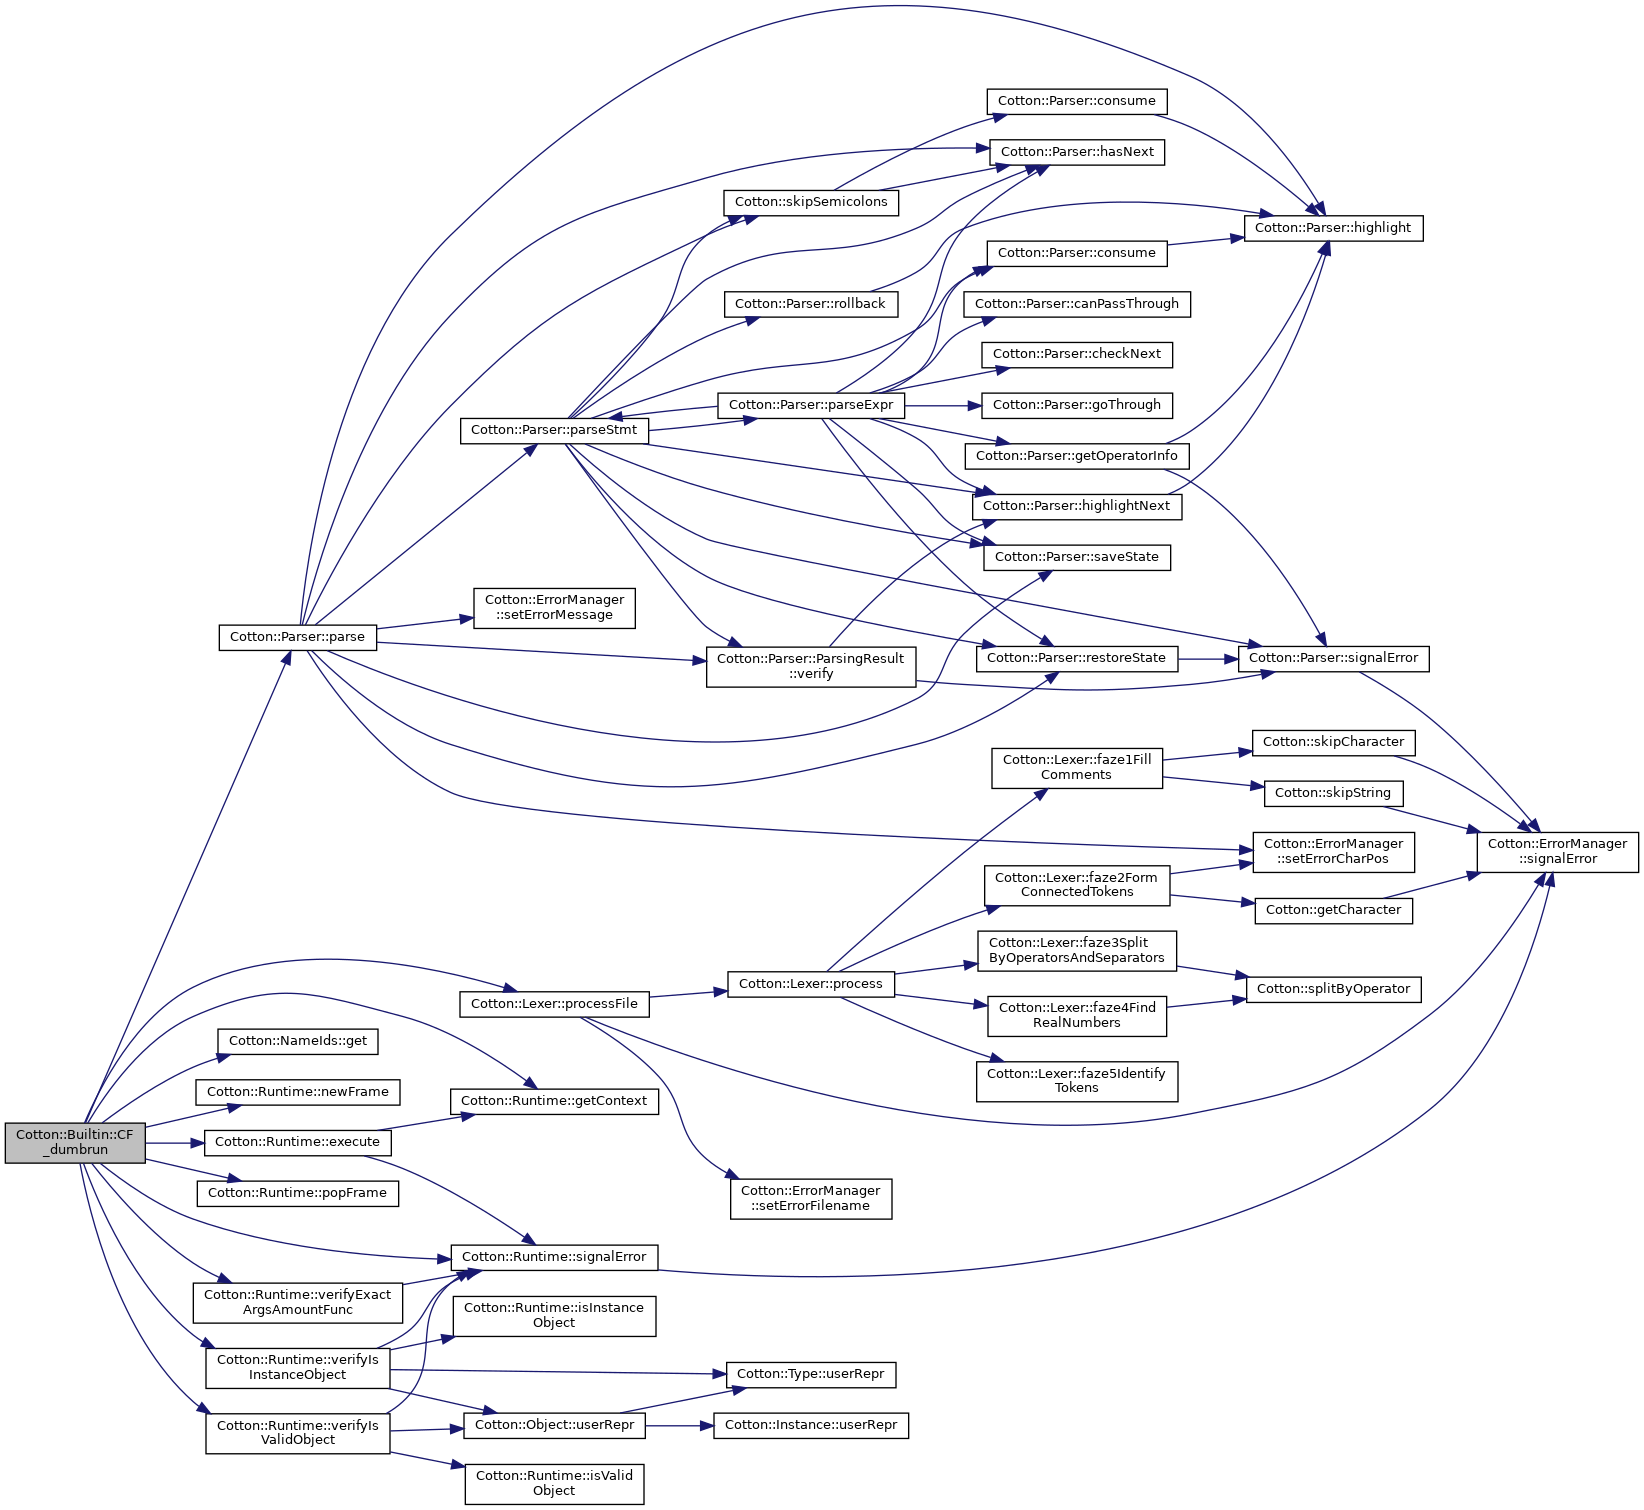 Cotton::Parser::consume
Cotton::Parser::hasNext
Cotton::skipSemicolons
Cotton::Parser::highlight
Cotton::Parser::consume
Cotton::Parser::rollback
Cotton::Parser::canPassThrough
Cotton::Parser::checkNext
Cotton::Parser::parseExpr
Cotton::Parser::goThrough
Cotton::Parser::parseStmt
Cotton::Parser::getOperatorInfo
Cotton::Parser::highlightNext
Cotton::Parser::saveState
Cotton::ErrorManager
::setErrorMessage
Cotton::Parser::parse
Cotton::Parser::ParsingResult
::verify
Cotton::Parser::restoreState
Cotton::Parser::signalError
Cotton::Lexer::faze1Fill
Comments
Cotton::skipCharacter
Cotton::skipString
Cotton::ErrorManager
::setErrorCharPos
Cotton::ErrorManager
::signalError
Cotton::Lexer::faze2Form
ConnectedTokens
Cotton::getCharacter
Cotton::Lexer::faze3Split
ByOperatorsAndSeparators
Cotton::Lexer::process
Cotton::splitByOperator
Cotton::Lexer::processFile
Cotton::Lexer::faze4Find
RealNumbers
Cotton::NameIds::get
Cotton::Lexer::faze5Identify
Tokens
Cotton::Runtime::newFrame
Cotton::Runtime::getContext
Cotton::Builtin::CF
_dumbrun
Cotton::Runtime::execute
Cotton::Runtime::popFrame
Cotton::ErrorManager
::setErrorFilename
Cotton::Runtime::signalError
Cotton::Runtime::verifyExact
ArgsAmountFunc
Cotton::Runtime::isInstance
Object
Cotton::Runtime::verifyIs
InstanceObject
Cotton::Type::userRepr
Cotton::Runtime::verifyIs
ValidObject
Cotton::Object::userRepr
Cotton::Instance::userRepr
Cotton::Runtime::isValid
Object